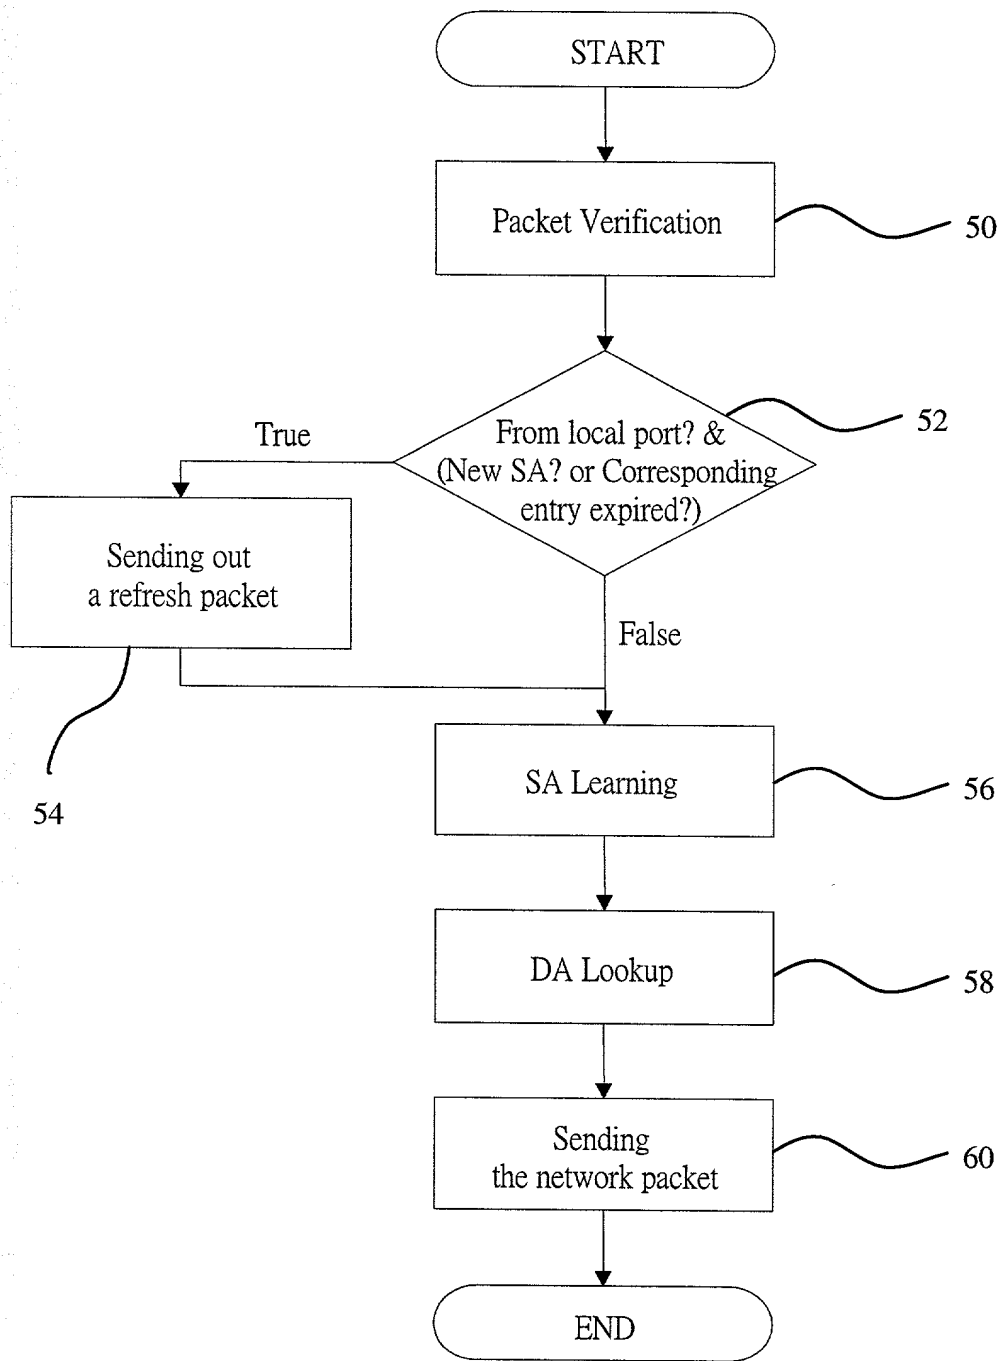 START
Packet Verification
50
From local port? &
(New SA? or Corresponding
entry expired?)
52
True
Sending out
a refresh packet
54
False
SA Learning
56
DA Lookup
58
Sending
the network packet
60
END